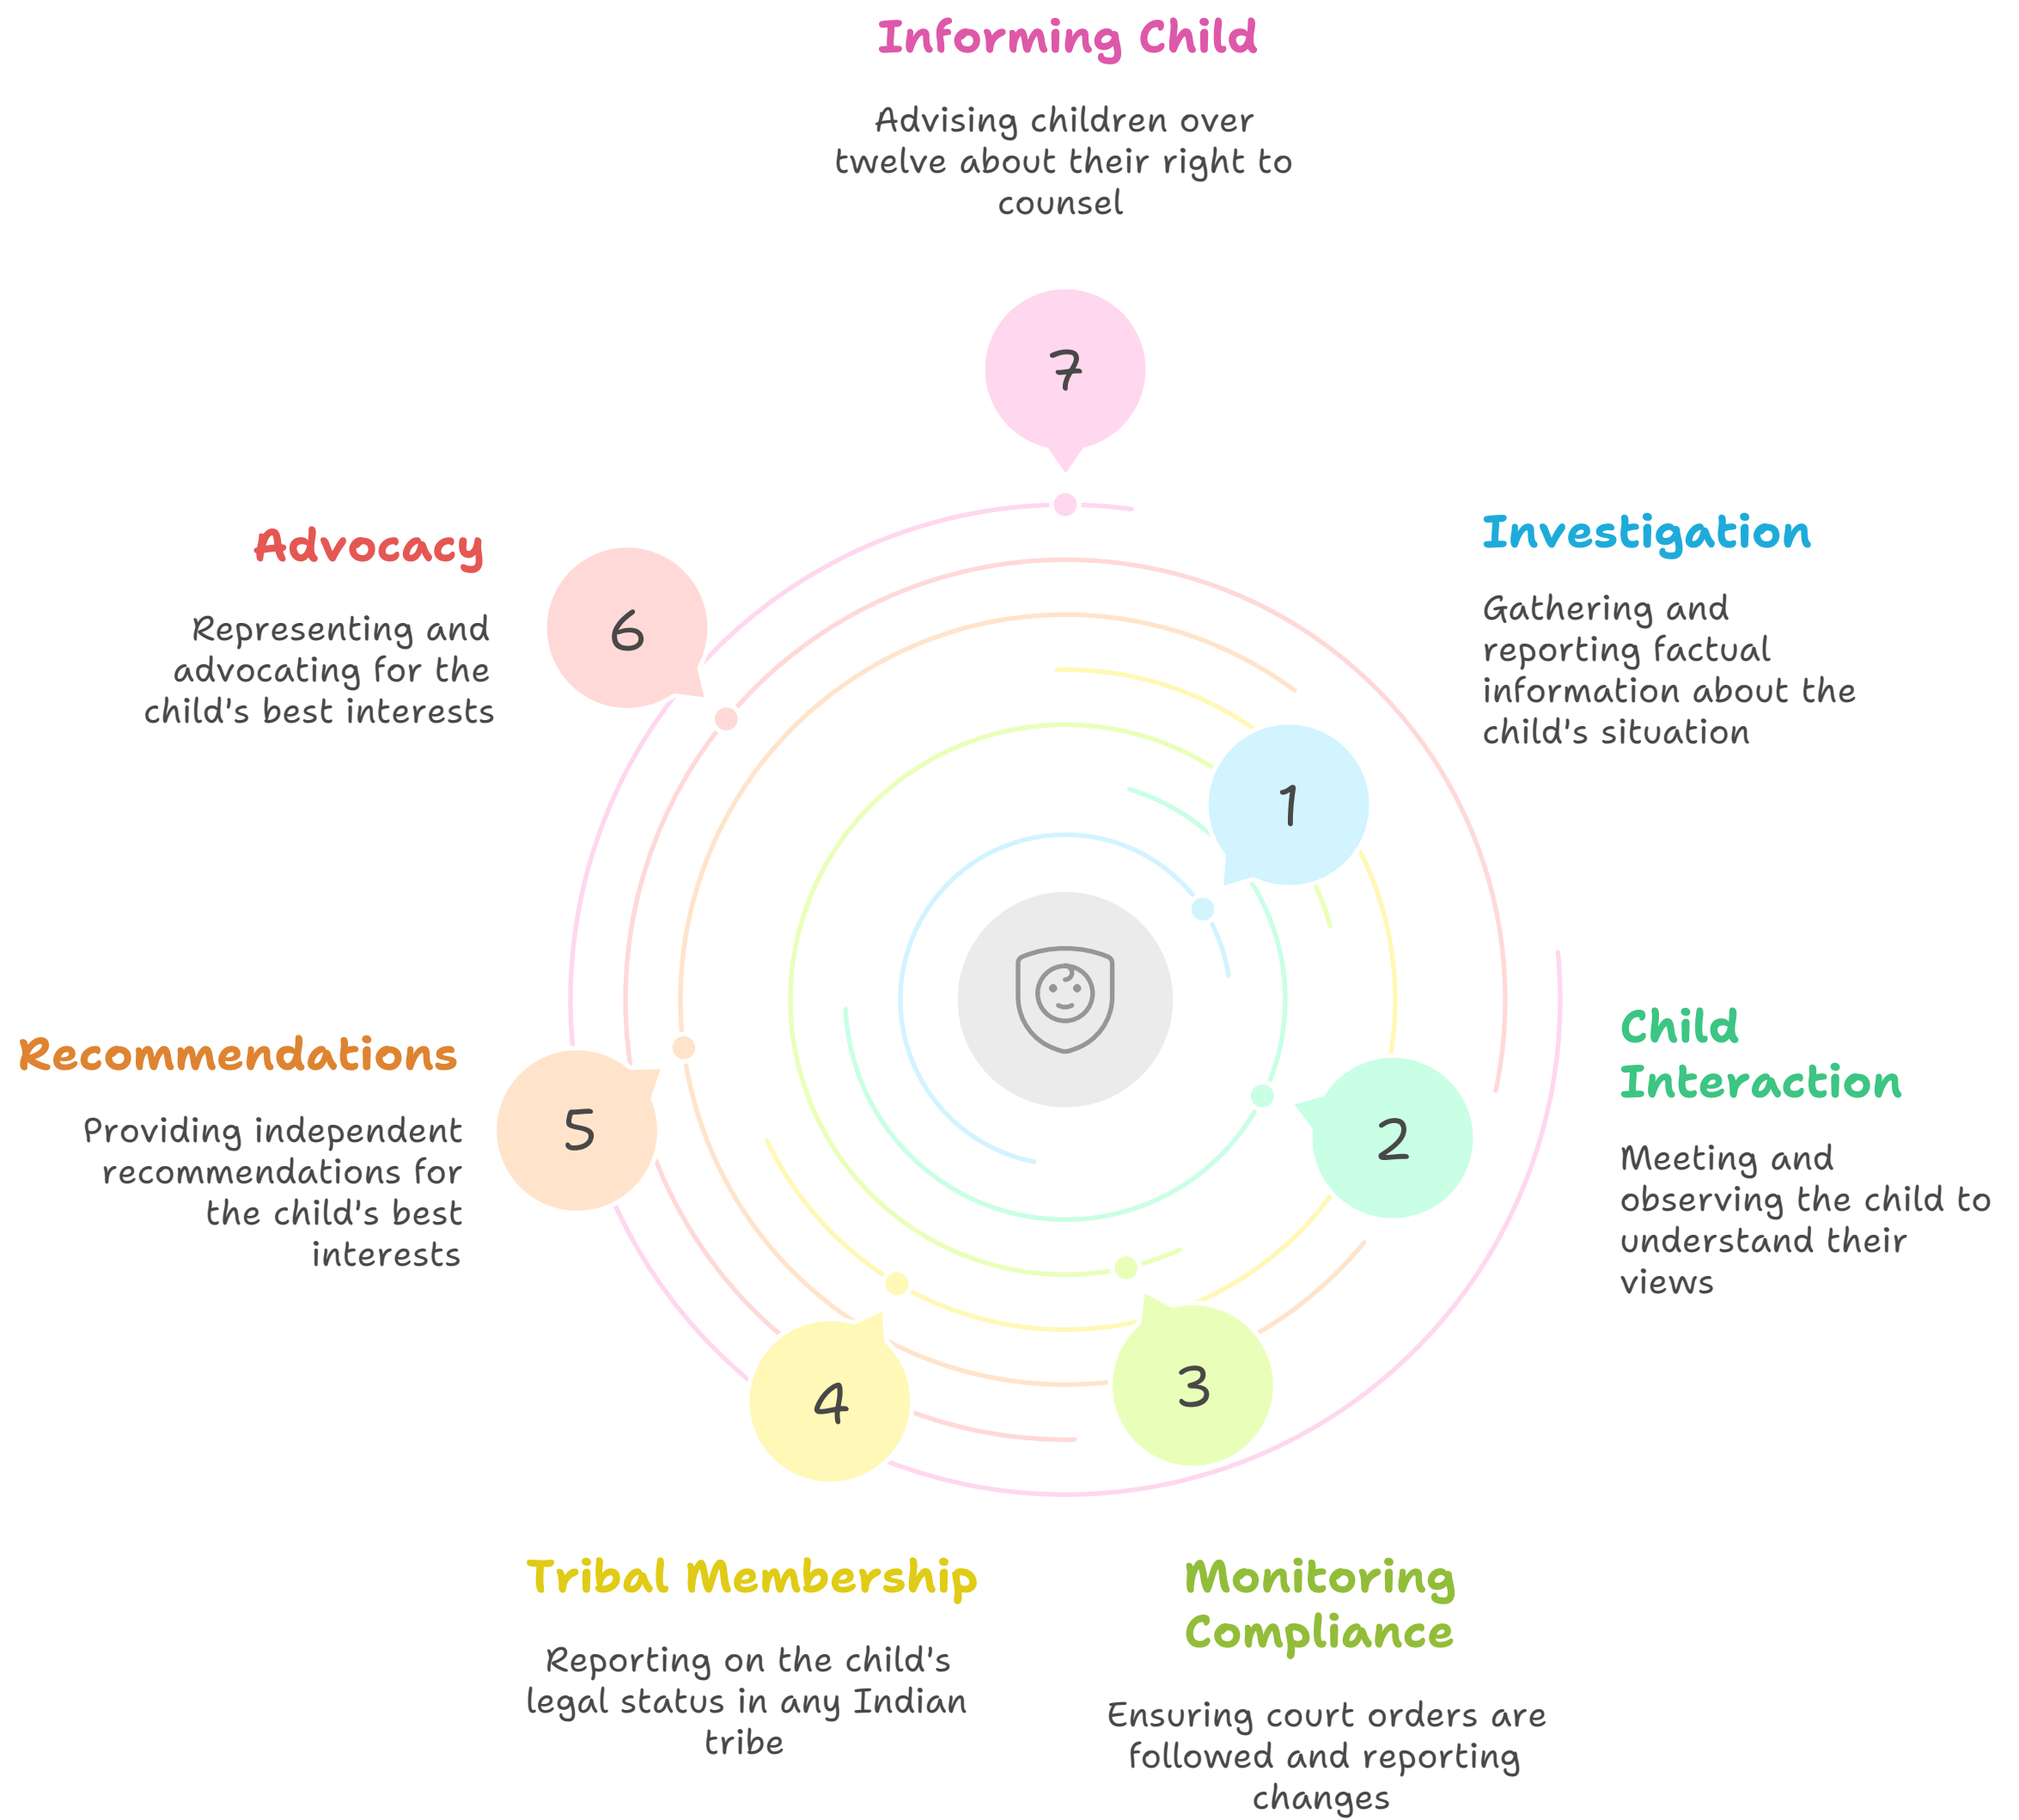 Informing Child
Advising children over
twelve about their right to
counsel
7
Investigation
Gathering and
reporting factual
information about the
child's situation
1
Child
Interaction
Meeting and
observing the child to
understand their
views
2
Monitoring
Compliance
Ensuring court orders are
followed and reporting
changes
3
Tribal Membership
Reporting on the child's
legal status in any Indian
tribe
4
Recommendations
Providing independent
recommendations for
the child's best
interests
5
Advocacy
Representing and
advocating for the
child's best interests
6